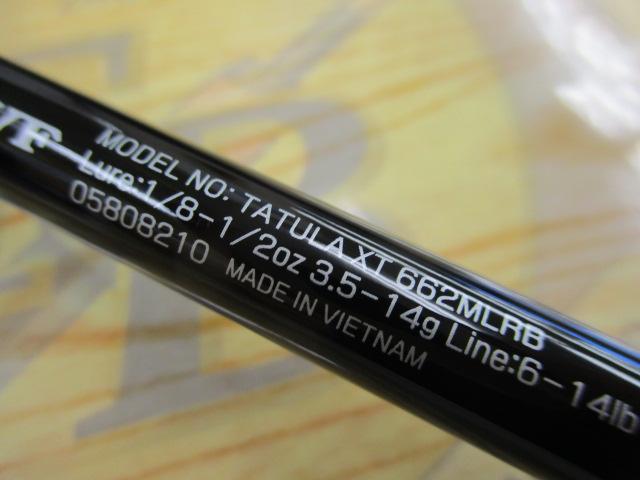 MODEL NO: TATULA XT 662MLRB
Lure:1/8-1/2oz 3.5-14g Line:6-14lb
05808210 MADE IN VIETNAM